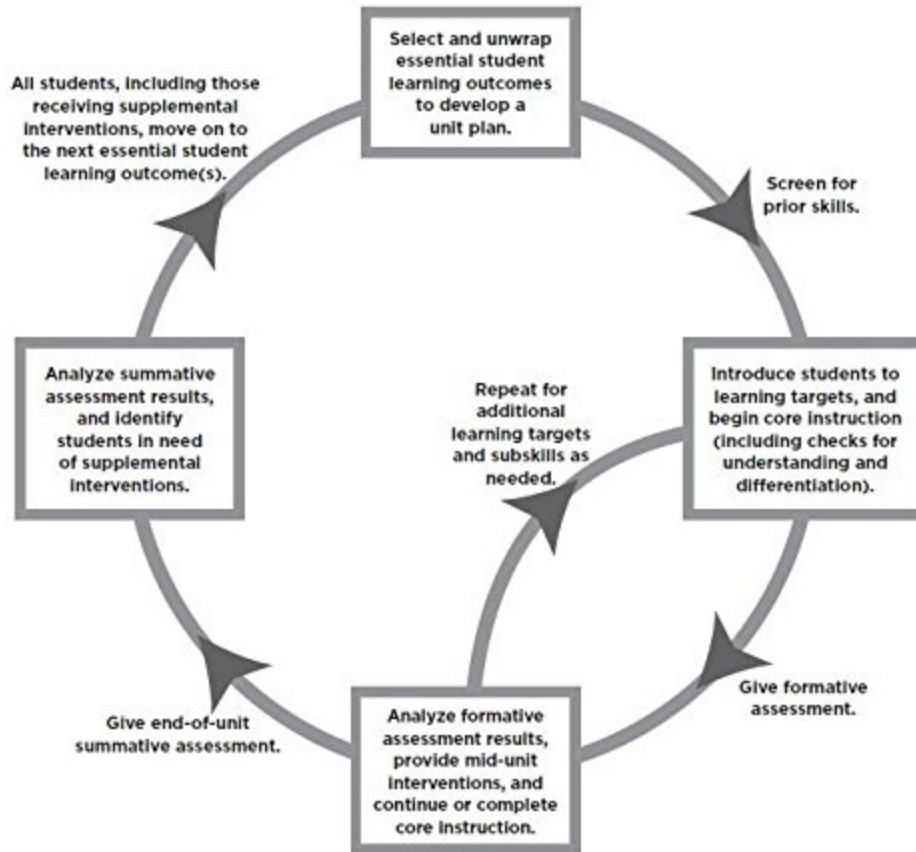 Select and unwrap
essential student
learning outcomes
to develop a
unit plan.
All students, including those
receiving supplemental
interventions, move on to
the next essential student
learning outcome(s).
Screen for
prior skills.
Introduce students to
learning targets, and
begin core instruction
(including checks for
understanding and
differentiation).
Repeat for
additional
learning targets
and subskills as
needed.
Analyze summative
assessment results,
and identify
students in need
of supplemental
interventions.
Give formative
assessment.
Analyze formative
assessment results,
provide mid-unit
interventions, and
continue or complete
core instruction.
Give end-of-unit
summative assessment.